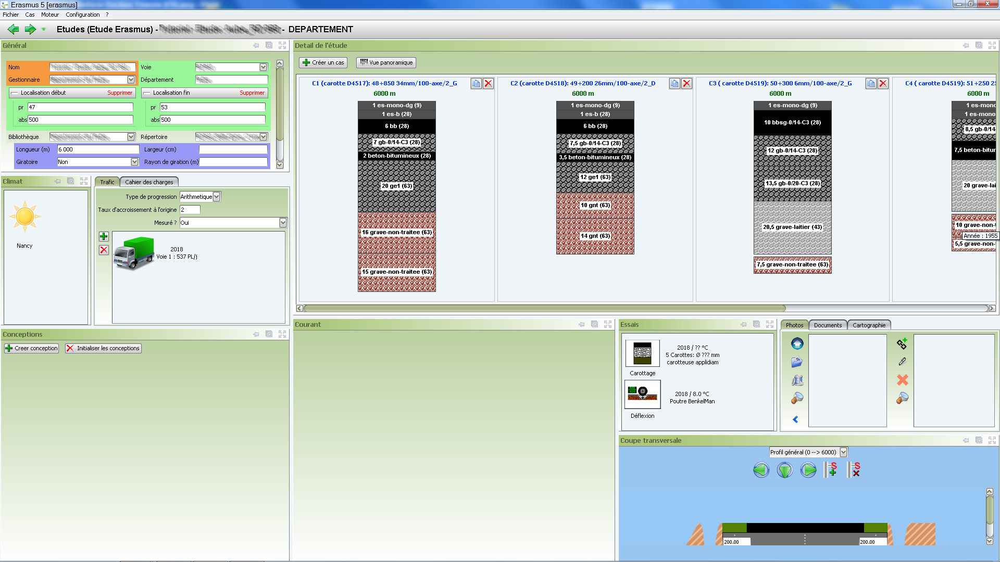 Erasmus 5 [erasmus]
Fichier Cas Moteur Configuration ?
Etudes (Etude Erasmus) - - DEPARTEMENT
Général
Nom
Voie
Gestionnaire
Département
Localisation début Supprimer
Localisation fin Supprimer
pr 47
pr 53
abs 500
abs 500
Bibliothèque
Répertoire
Longueur (m) 6 000
Largeur (cm)
Giratoire Non
Rayon de giration (m)
Climat
Nancy
Trafic
Cahier des charges
Type de progression Arithmetique
Taux d'accroissement à l'origine 2
Mesuré ? Oui
2018
Voie 1 : 537 PL/j
Conceptions
Creer conception
Initialiser les conceptions
Detail de l'étude
Créer un cas
Vue panoramique
C1 (carotte D4517): 48+850 34mm/100-axe/2_G
6000 m
1 es-mono-dg (9)
1 es-b (28)
6 bb (28)
7 gb-0/14-C3 (28)
2 beton-bitumineux (28)
20 ge1 (63)
16 grave-non-traitee (63)
15 grave-non-traitee (63)
C2 (carotte D4518): 49+200 26mm/100-axe/2_D
6000 m
1 es-mono-dg (9)
1 es-b (28)
6 bb (28)
7,5 gb-0/14-C3 (28)
3,5 beton-bitumineux (28)
12 ge1 (63)
10 gnt (63)
14 gnt (63)
C3 ( carotte D4519): 50+300 6mm/100-axe/2_G
6000 m
1 es-mono-dg (9)
10 bbsg-0/14-C3 (28)
12 gb-0/14-C3 (28)
13,5 gb-0/20-C3 (28)
20,5 grave-laitier (43)
7,5 grave-non-traitee (63)
C4 ( carotte D4519): 51+250 2
6000 m
1 es-mono
1 es-mono
8,5 gb-0/14
7,5 beton-bitur
20 grave-lai
10 grave-non-
Année : 1955
5,5 grave-non-
Courant
Essais
2018 / ?? °C
5 Carottes: Ø ??? mm
carotteuse applidiam
Carottage
2018 / 8.0 °C
Poutre BenkelMan
Déflexion
Photos
Documents
Cartographie
Coupe transversale
Profil général (0 --> 6000)
S
S
200.00
200.00